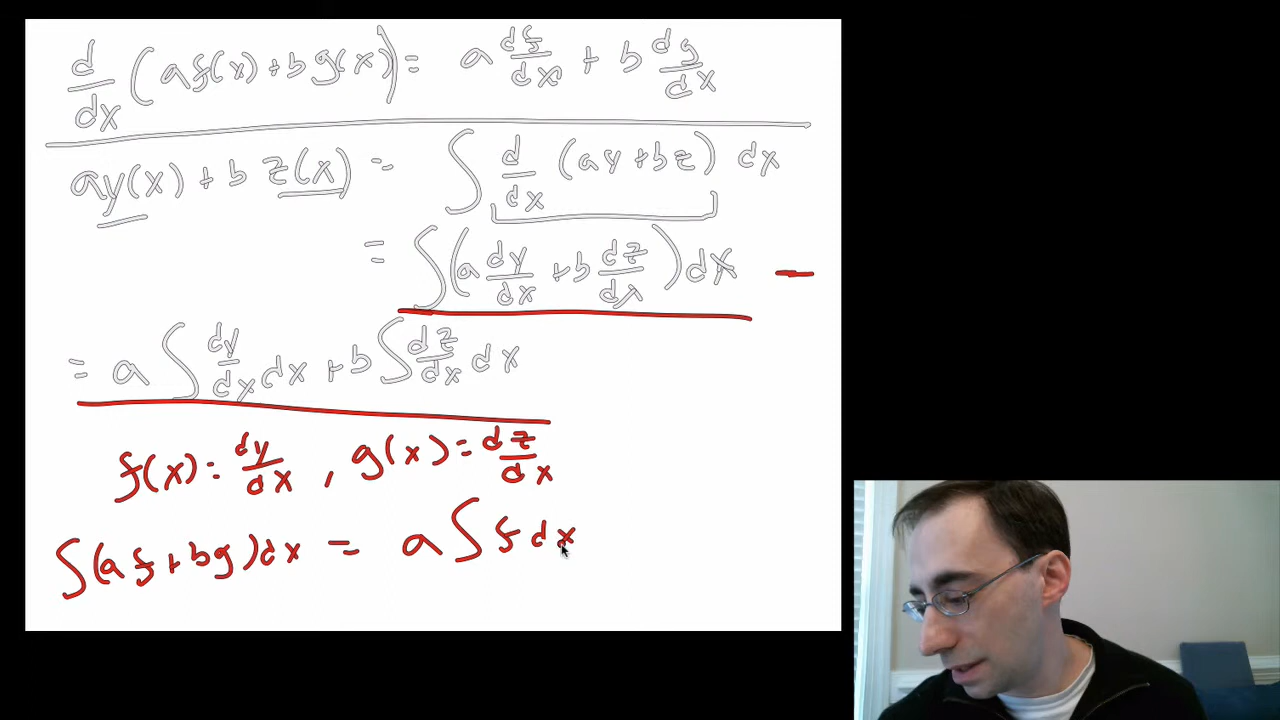 d/dx (af(x)+bg(x)) = a df/dx + b dg/dx
ay(x)+b z(x) = ∫ d/dx (ay+bz) dx
= ∫(a dy/dx + b dz/dx) dx
= a ∫ dy/dx dx + b ∫ dz/dx dx
f(x) = dy/dx , g(x) = dz/dx
∫(af+bg)dx = a ∫ f dx